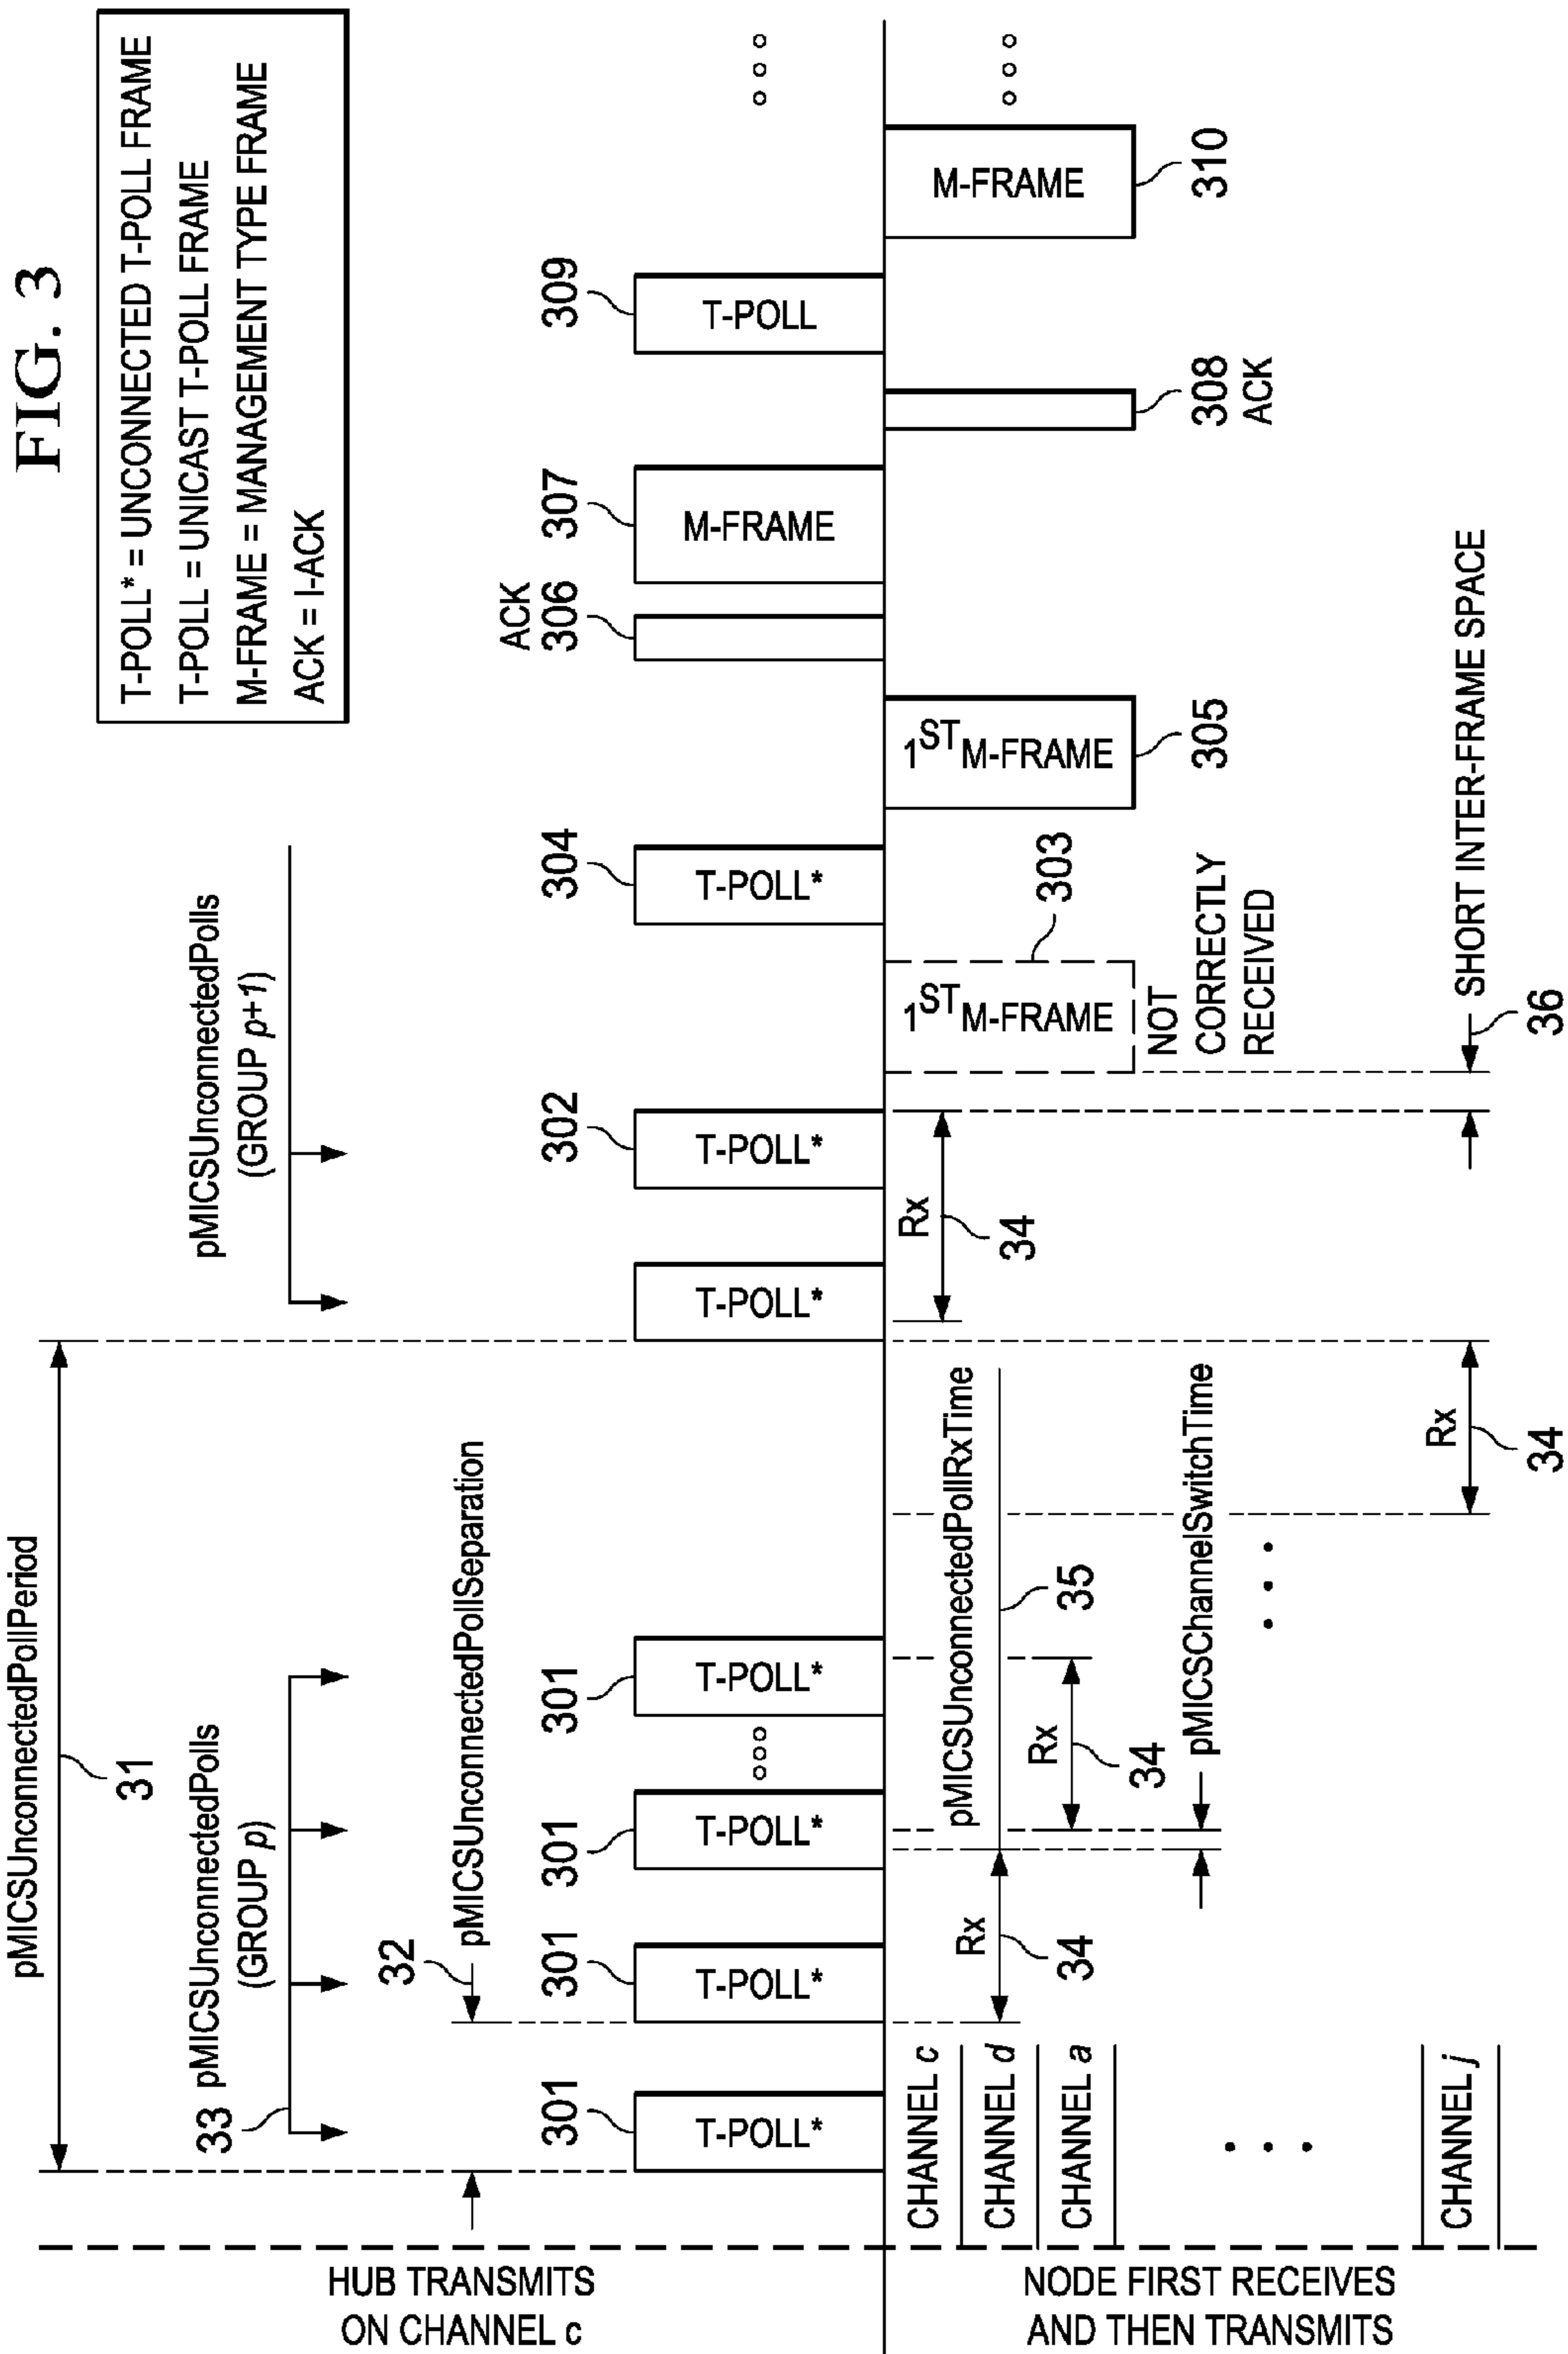 FIG. 3
T-POLL* = UNCONNECTED T-POLL FRAME
T-POLL = UNICAST T-POLL FRAME
M-FRAME = MANAGEMENT TYPE FRAME
ACK = I-ACK
pMICSUnconnectedPollPeriod
31
33
pMICSUnconnectedPolls
(GROUP p)
pMICSUnconnectedPolls
(GROUP p+1)
32
pMICSUnconnectedPollSeparation
HUB TRANSMITS
ON CHANNEL c
301
T-POLL*
301
T-POLL*
301
T-POLL*
301
T-POLL*
T-POLL*
302
T-POLL*
304
T-POLL*
ACK
306
307
M-FRAME
309
T-POLL
NODE FIRST RECEIVES
AND THEN TRANSMITS
CHANNEL c
CHANNEL d
CHANNEL a
CHANNEL j
Rx
34
pMICSUnconnectedPollRxTime
35
Rx
34
pMICSChannelSwitchTime
Rx
34
Rx
34
1ST M-FRAME
303
NOT
CORRECTLY
RECEIVED
1ST M-FRAME
305
308
ACK
M-FRAME
310
SHORT INTER-FRAME SPACE
36